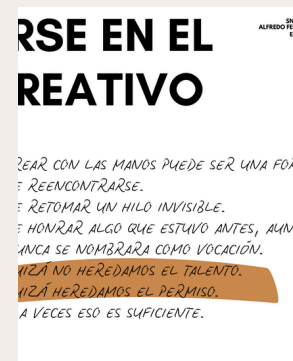 RSE EN EL
REATIVO
SN
ALFREDO FE
E
REAR CON LAS MANOS PUEDE SER UNA FOR
E REENCONTRARSE.
E RETOMAR UN HILO INVISIBLE.
E HONRAR ALGO QUE ESTUVO ANTES, AUN
UNCA SE NOMBRARA COMO VOCACIÓN.
UIZÁ NO HEREDAMOS EL TALENTO.
UIZÁ HEREDAMOS EL PERMISO.
A VECES ESO ES SUFICIENTE.